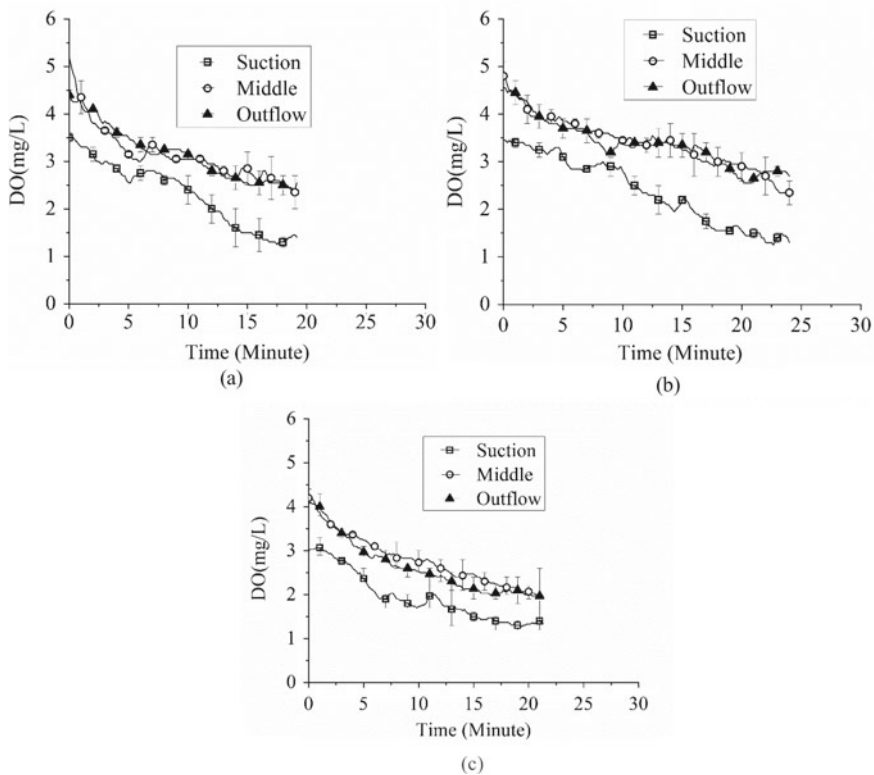 6
5
4
3
2
1
0
DO(mg/L)
Suction
Middle
Outflow
0 5 10 15 20 25 30
Time (Minute)
(a)
6
5
4
3
2
1
0
DO(mg/L)
Suction
Middle
Outflow
0 5 10 15 20 25 30
Time (Minute)
(b)
6
5
4
3
2
1
0
DO(mg/L)
Suction
Middle
Outflow
0 5 10 15 20 25 30
Time (Minute)
(c)